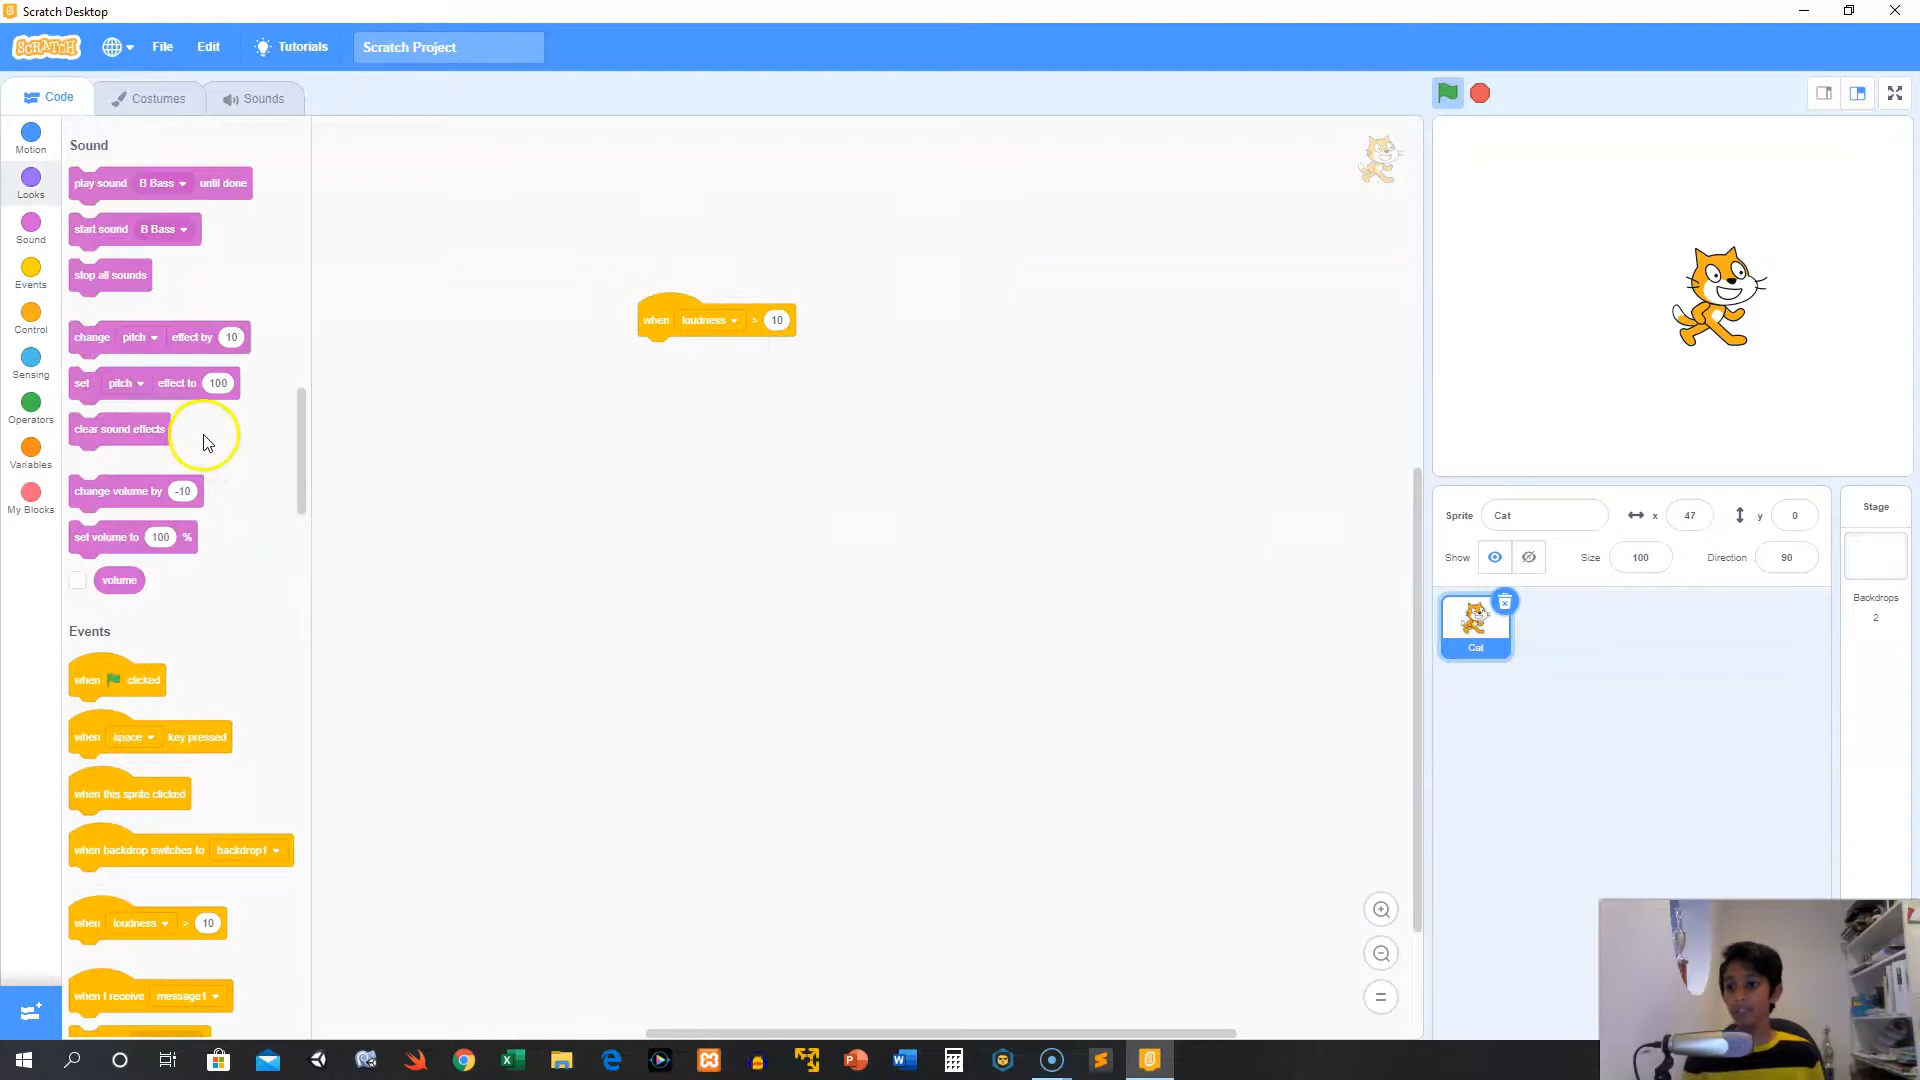 Scratch Desktop
SCRATCH File Edit Tutorials Scratch Project
Code Costumes Sounds
Motion
Looks
Sound
Events
Control
Sensing
Operators
Variables
My Blocks
Sound
play sound B Bass until done
start sound B Bass
stop all sounds
change pitch effect by 10
set pitch effect to 100
clear sound effects
change volume by -10
set volume to 100 %
volume
Events
when clicked
when space key pressed
when this sprite clicked
when backdrop switches to backdrop1
when loudness > 10
when I receive message1
when loudness > 10
Sprite Cat x 47 y 0
Show Size 100 Direction 90
Cat
Stage
Backdrops
2